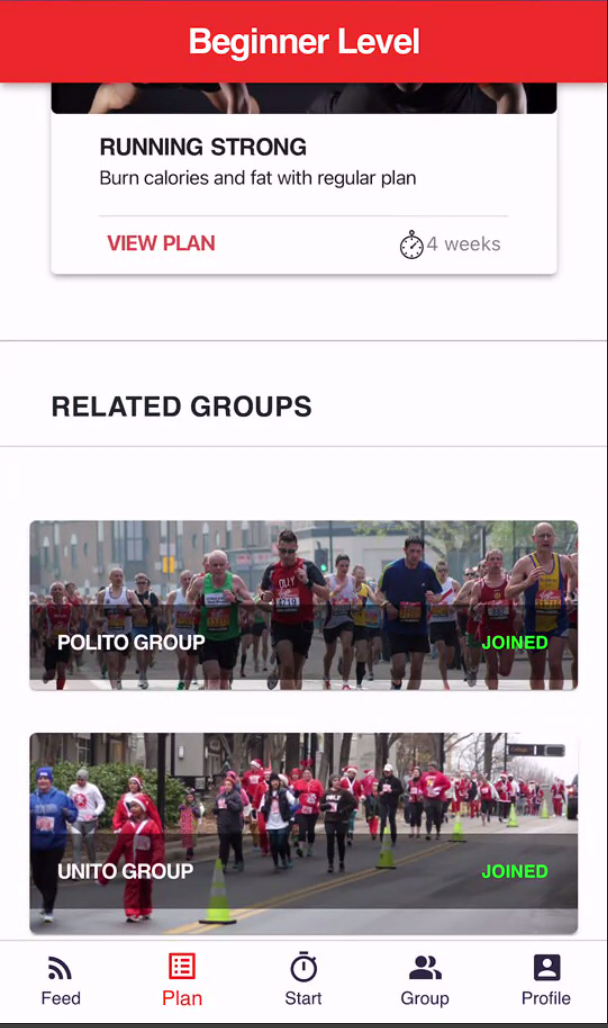 Beginner Level
RUNNING STRONG
Burn calories and fat with regular plan
VIEW PLAN
4 weeks
RELATED GROUPS
OLLY
POLITO GROUP
JOINED
UNITO GROUP
JOINED
Feed
Plan
Start
Group
Profile